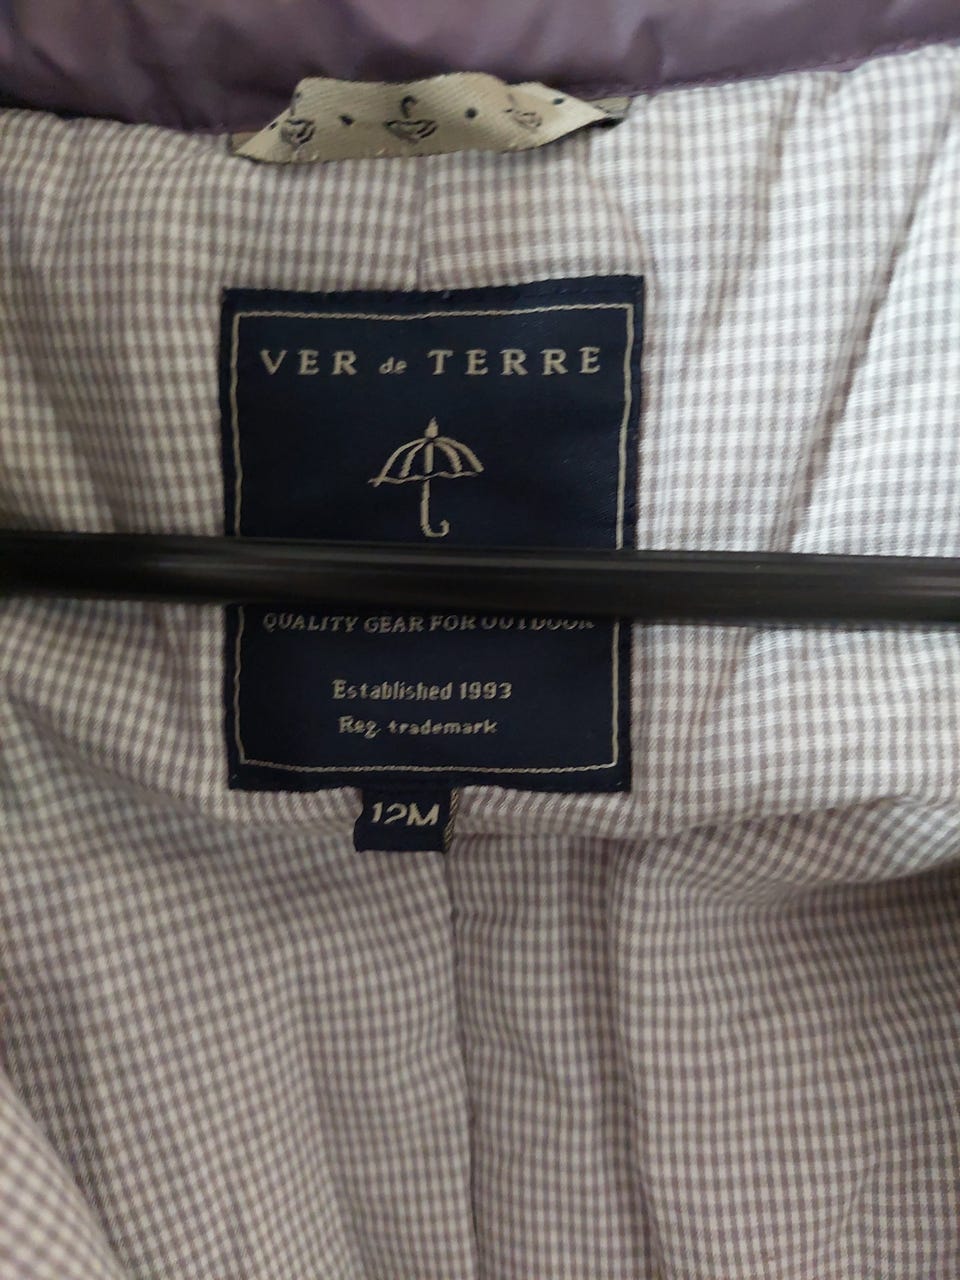 VER de TERRE
QUALITY GEAR FOR OUTDOOR
Established 1993
Reg. trademark
12M